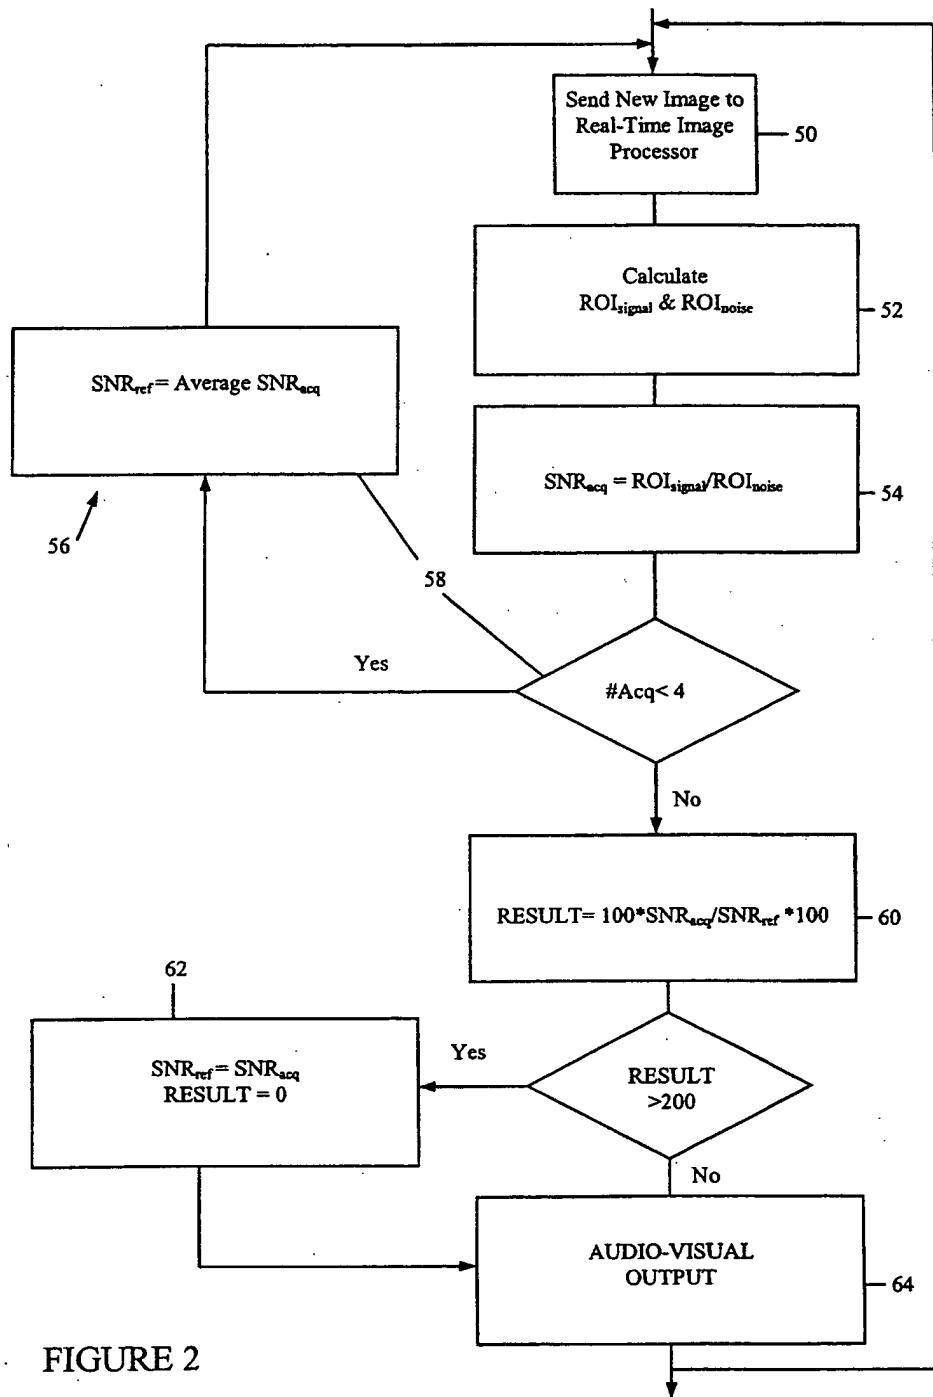 Send New Image to
Real-Time Image
Processor
50
Calculate
ROIsignal & ROInoise
52
SNRref= Average SNRacq
56
SNRacq = ROIsignal/ROInoise
54
58
Yes
#Acq< 4
No
RESULT= 100*SNRacq/SNRref *100
60
62
SNRref= SNRacq
RESULT = 0
Yes
RESULT
>200
No
AUDIO-VISUAL
OUTPUT
64
FIGURE 2